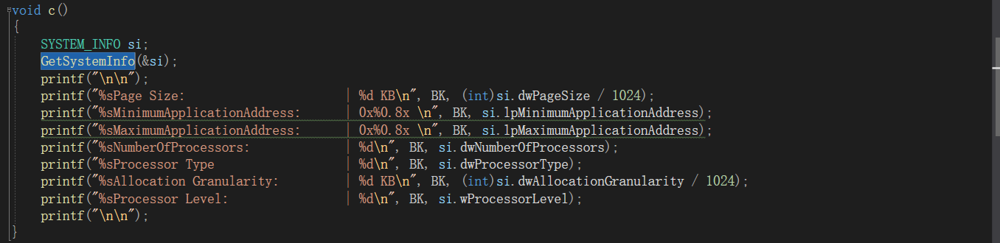 void c()
{
    SYSTEM_INFO si;
    GetSystemInfo(&si);
    printf("\n\n");
    printf("%sPage Size:                         | %d KB\n", BK, (int)si.dwPageSize / 1024);
    printf("%sMinimumApplicationAddress:       | 0x%0.8x \n", BK, si.lpMinimumApplicationAddress);
    printf("%sMaximumApplicationAddress:       | 0x%0.8x \n", BK, si.lpMaximumApplicationAddress);
    printf("%sNumberOfProcessors:               | %d\n", BK, si.dwNumberOfProcessors);
    printf("%sProcessor Type                     | %d\n", BK, si.dwProcessorType);
    printf("%sAllocation Granularity:           | %d KB\n", BK, (int)si.dwAllocationGranularity / 1024);
    printf("%sProcessor Level:                   | %d\n", BK, si.wProcessorLevel);
    printf("\n\n");
}